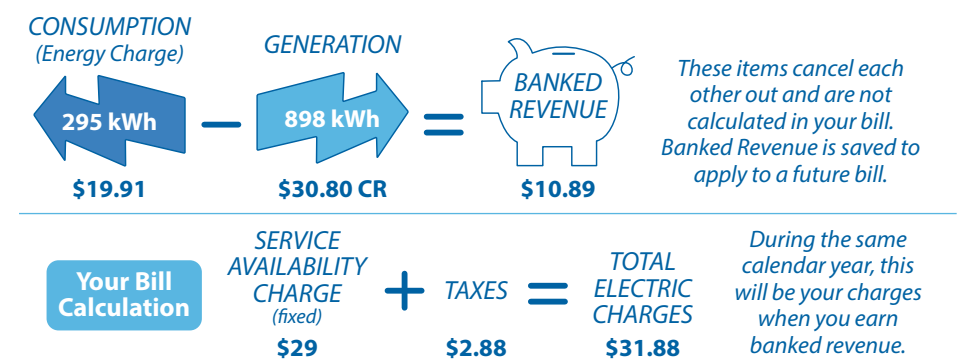 CONSUMPTION
(Energy Charge)
295 kWh
$19.91
–
GENERATION
898 kWh
$30.80 CR
=
BANKED
REVENUE
$10.89
These items cancel each
other out and are not
calculated in your bill.
Banked Revenue is saved to
apply to a future bill.
Your Bill
Calculation
SERVICE
AVAILABILITY
CHARGE
(fixed)
$29
+
TAXES
$2.88
=
TOTAL
ELECTRIC
CHARGES
$31.88
During the same
calendar year, this
will be your charges
when you earn
banked revenue.